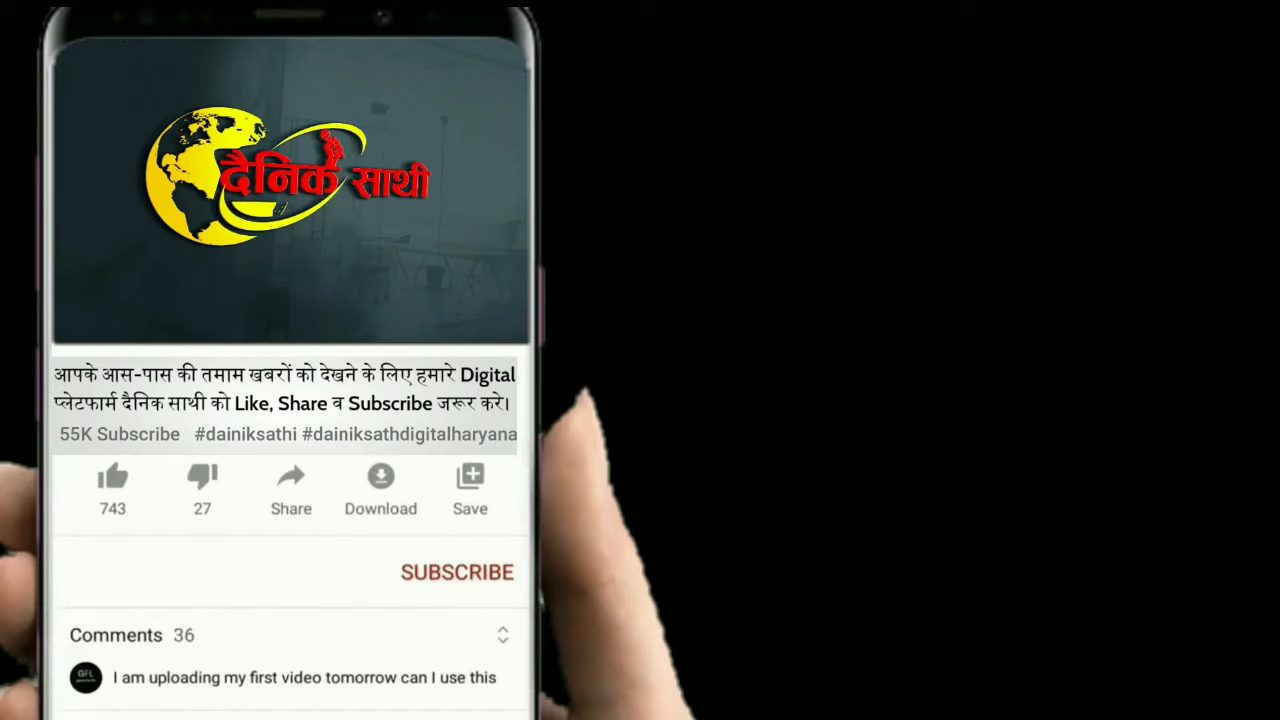 दैनिक साथी
आपके आस-पास की तमाम खबरों को देखने के लिए हमारे Digital
प्लेटफार्म दैनिक साथी को Like, Share व Subscribe जरूर करे।
55K Subscribe #dainiksathi #dainiksathdigitalharyana
743 27 Share Download Save
SUBSCRIBE
Comments 36
GFL
I am uploading my first video tomorrow can I use this